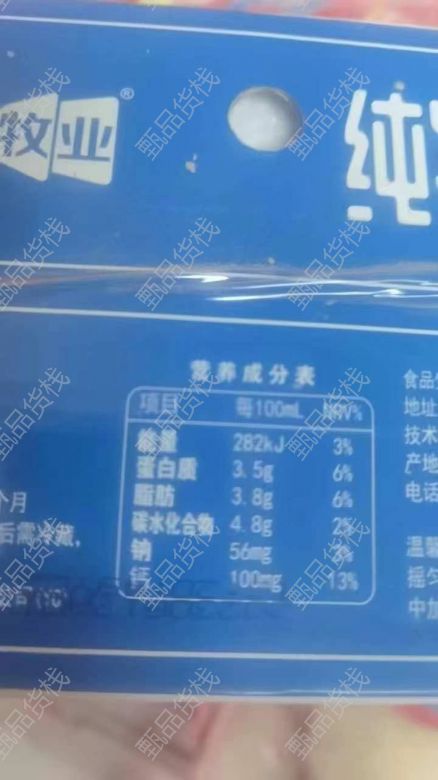 牧业®
纯
营养成分表
项目 每100mL NRV%
能量 282kJ 3%
蛋白质 3.5g 6%
脂肪 3.8g 6%
碳水化合物 4.8g 2%
钠 56mg 3%
钙 100mg 13%
个月
后需冷藏,
食品
地址
技术
产地
电话
温馨
摇匀
中加
甄品货栈